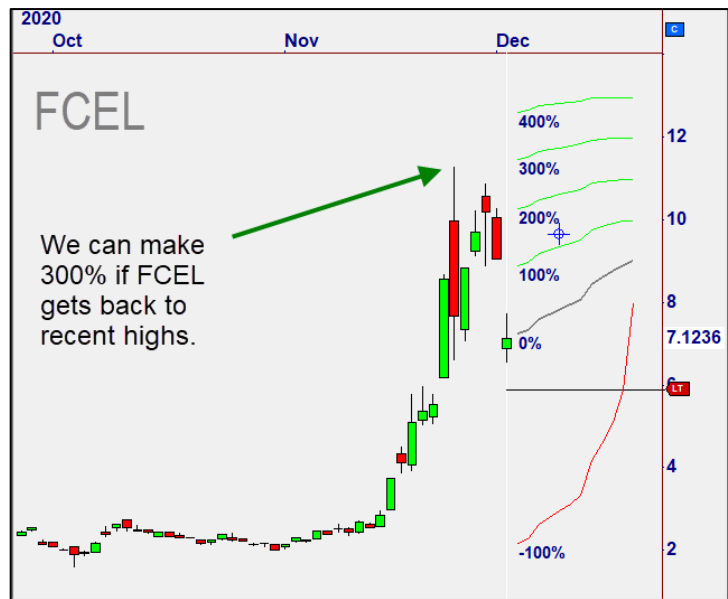 2020
Oct Nov Dec
C
FCEL
400%
12
300%
We can make
300% if FCEL
gets back to
recent highs.
200%
10
100%
8
0%
7.1236
6
LT
4
-100%
2